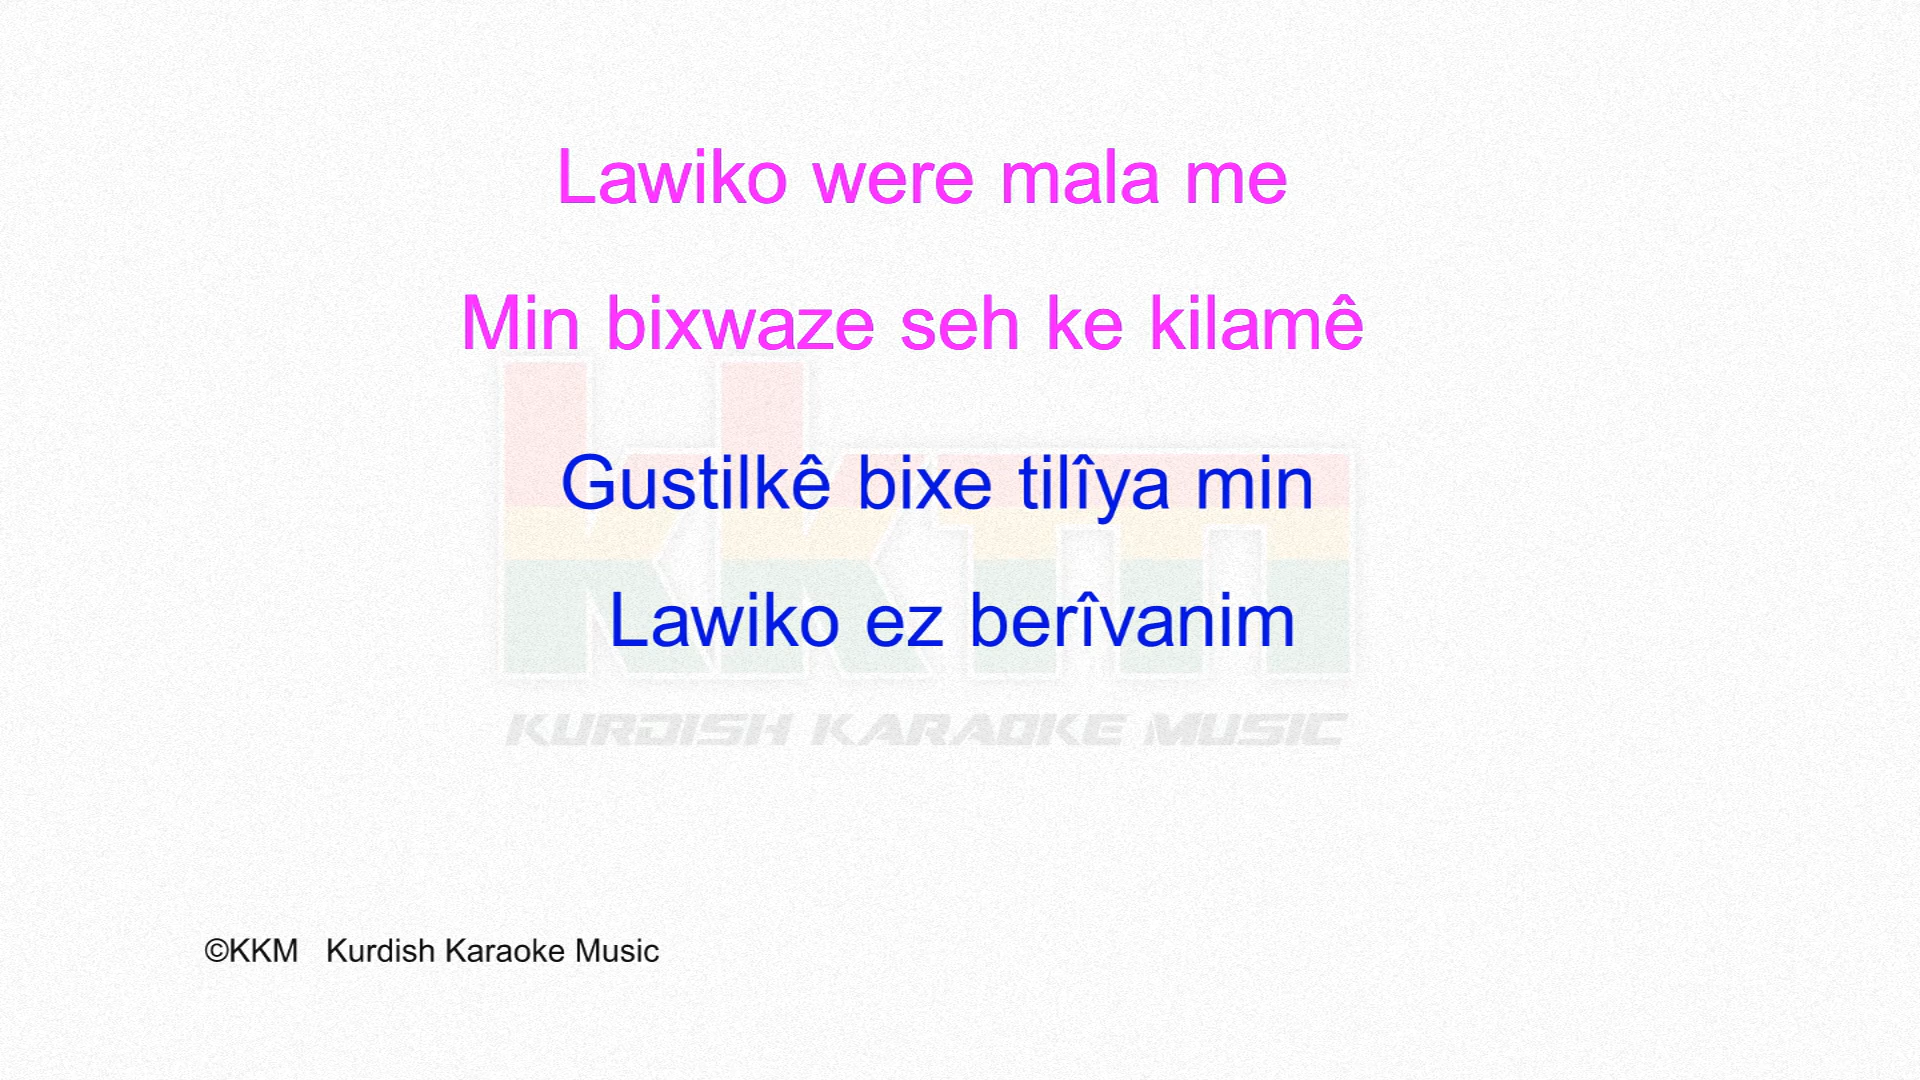 Lawiko were mala me
Min bixwaze seh ke kilamê
Gustilkê bixe tilîya min
Lawiko ez berîvanim
kkm
KURDISH KARAOKE MUSIC
©KKM Kurdish Karaoke Music